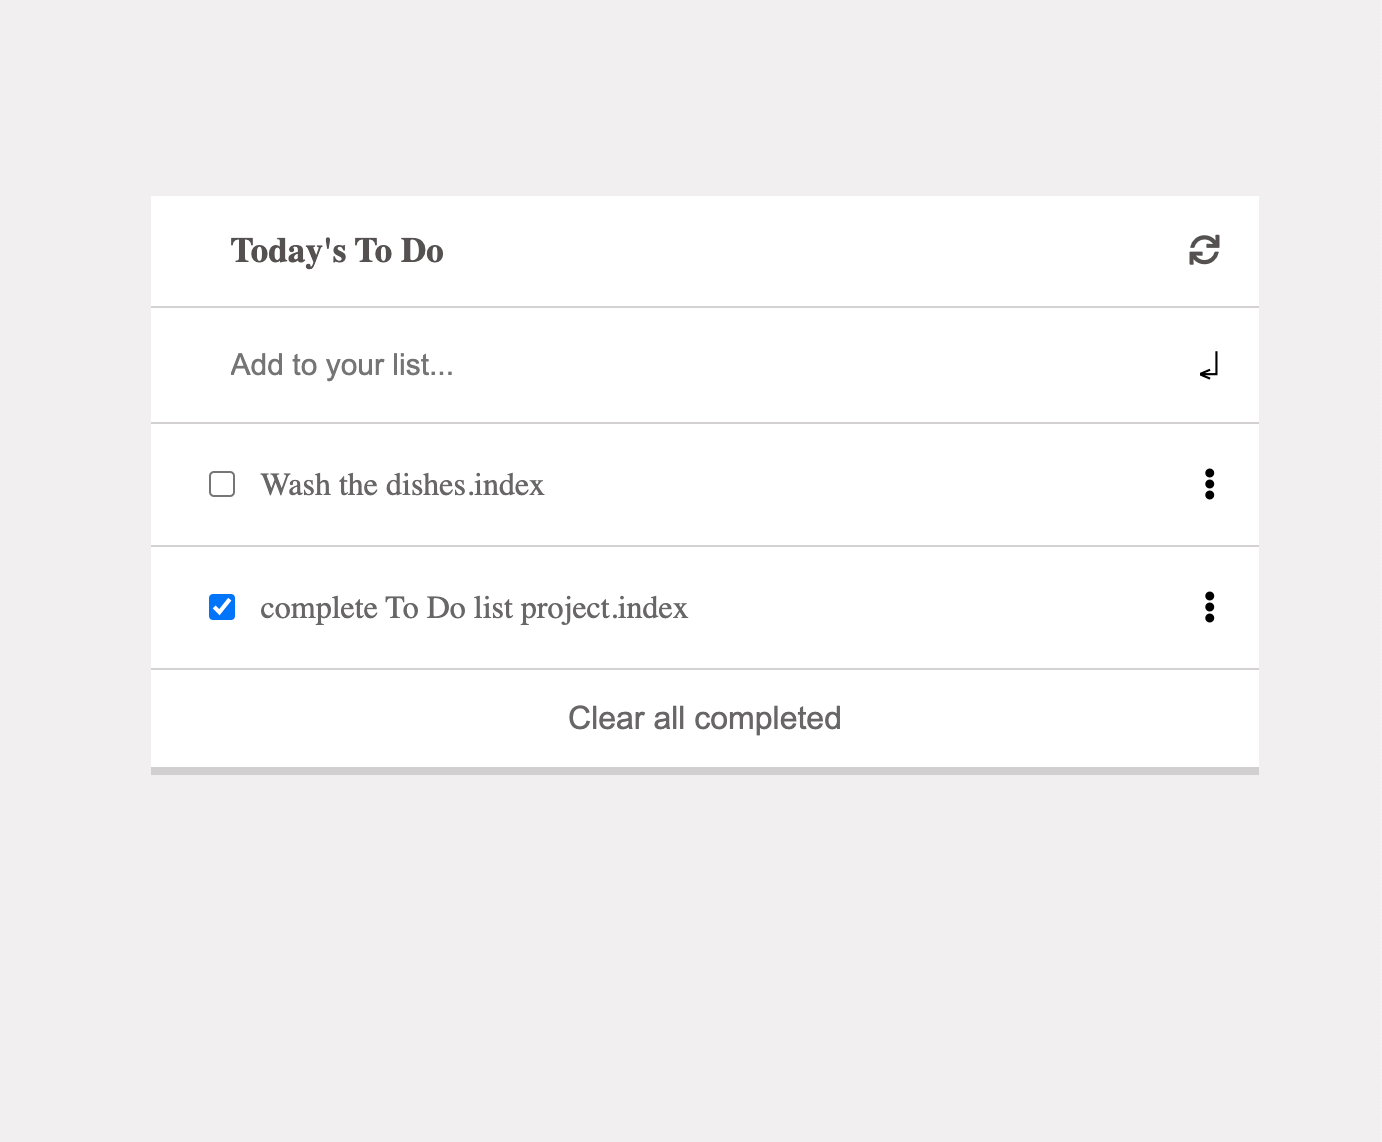 Today's To Do
Add to your list...
Wash the dishes.index
complete To Do list project.index
Clear all completed